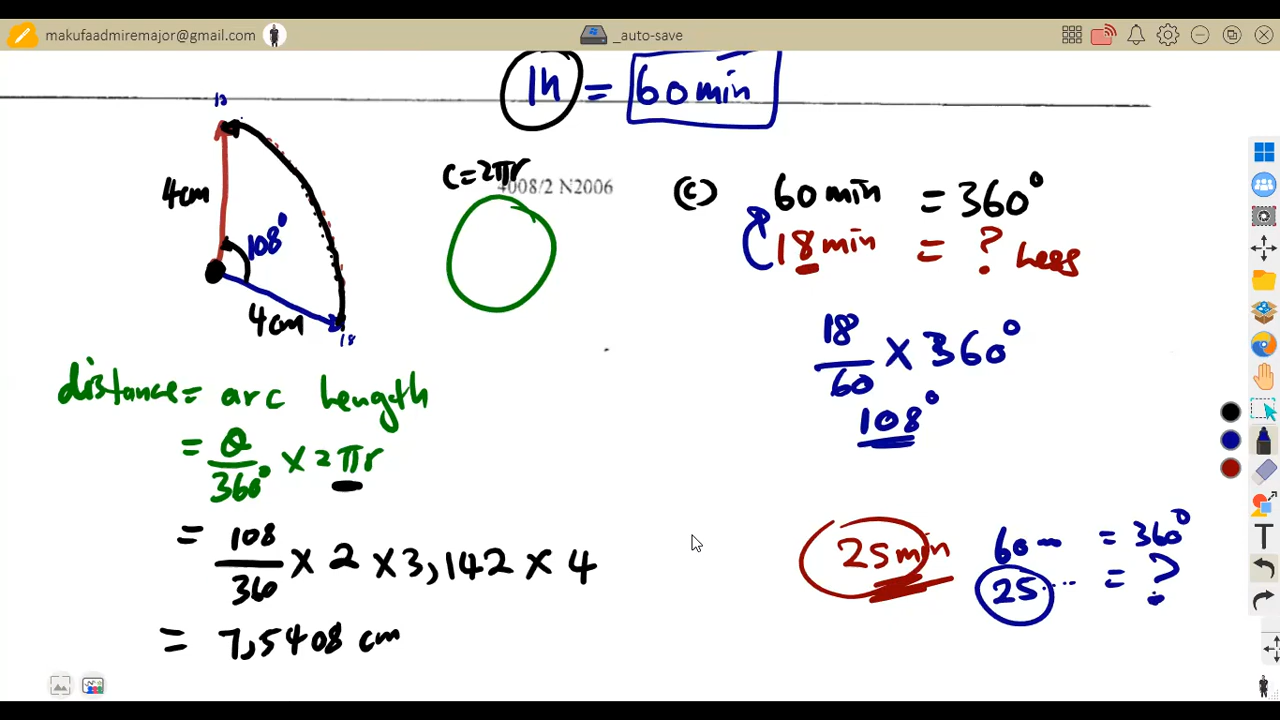 makufaadmiremajor@gmail.com
_auto-save
1h = 60 min
12
4cm
108°
4cm
18
C=2πr
4008/2 N2006
(c) 60 min = 360°
18 min = ? Less
18/60 × 360°
108°
distance = arc Length
= θ/360° × 2πr
= 108/360 × 2 × 3,142 × 4
= 7,5408 cm
25 min
60 = 360°
25 .... = ?
T